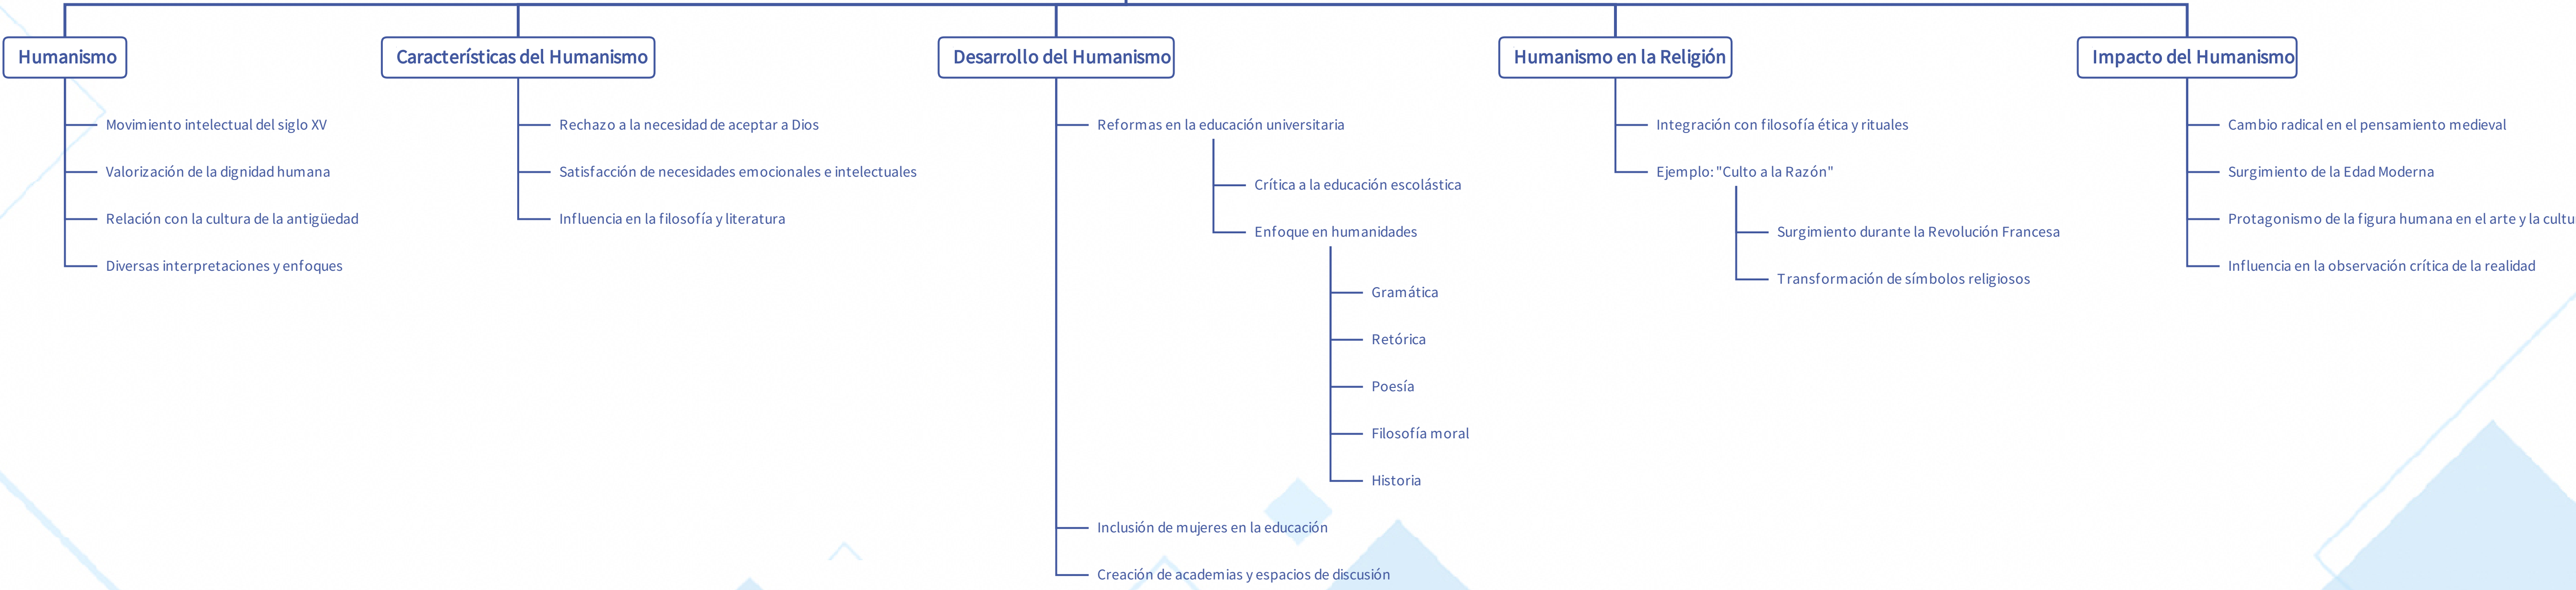 Humanismo
Movimiento intelectual del siglo XV
Valorización de la dignidad humana
Relación con la cultura de la antigüedad
Diversas interpretaciones y enfoques
Características del Humanismo
Rechazo a la necesidad de aceptar a Dios
Satisfacción de necesidades emocionales e intelectuales
Influencia en la filosofía y literatura
Desarrollo del Humanismo
Reformas en la educación universitaria
Crítica a la educación escolástica
Enfoque en humanidades
Gramática
Retórica
Poesía
Filosofía moral
Historia
Inclusión de mujeres en la educación
Creación de academias y espacios de discusión
Humanismo en la Religión
Integración con filosofía ética y rituales
Ejemplo: "Culto a la Razón"
Surgimiento durante la Revolución Francesa
Transformación de símbolos religiosos
Impacto del Humanismo
Cambio radical en el pensamiento medieval
Surgimiento de la Edad Moderna
Protagonismo de la figura humana en el arte y la
Influencia en la observación crítica de la realidad